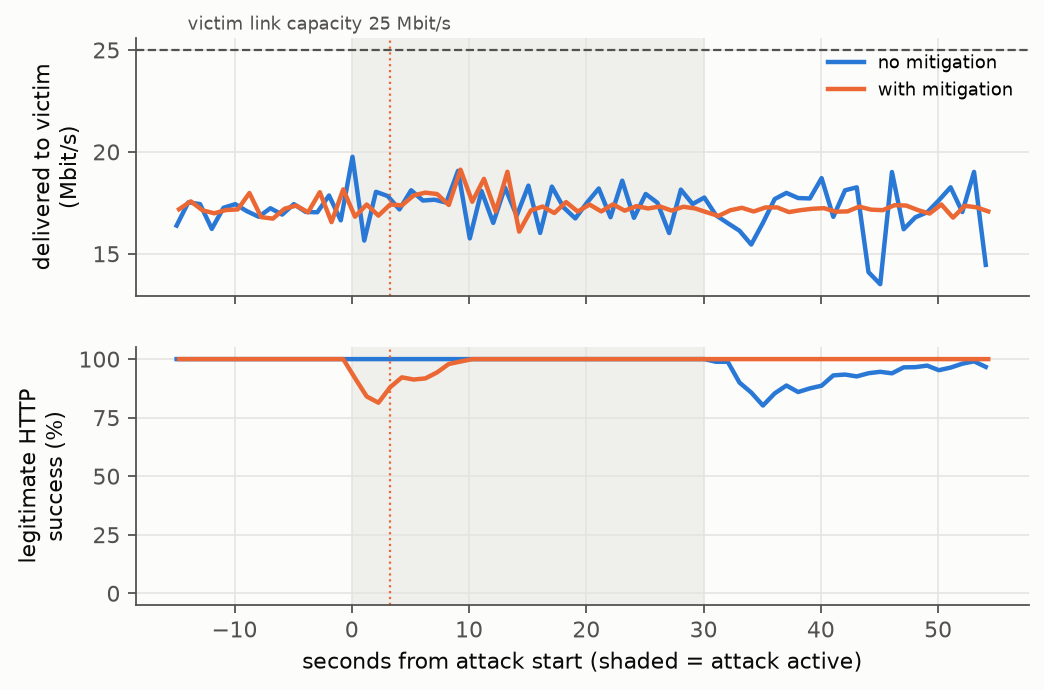 victim link capacity 25 Mbit/s
delivered to victim
(Mbit/s)
25
20
15
no mitigation
with mitigation
legitimate HTTP
success (%)
100
75
50
25
0
−10
0
10
20
30
40
50
seconds from attack start (shaded = attack active)